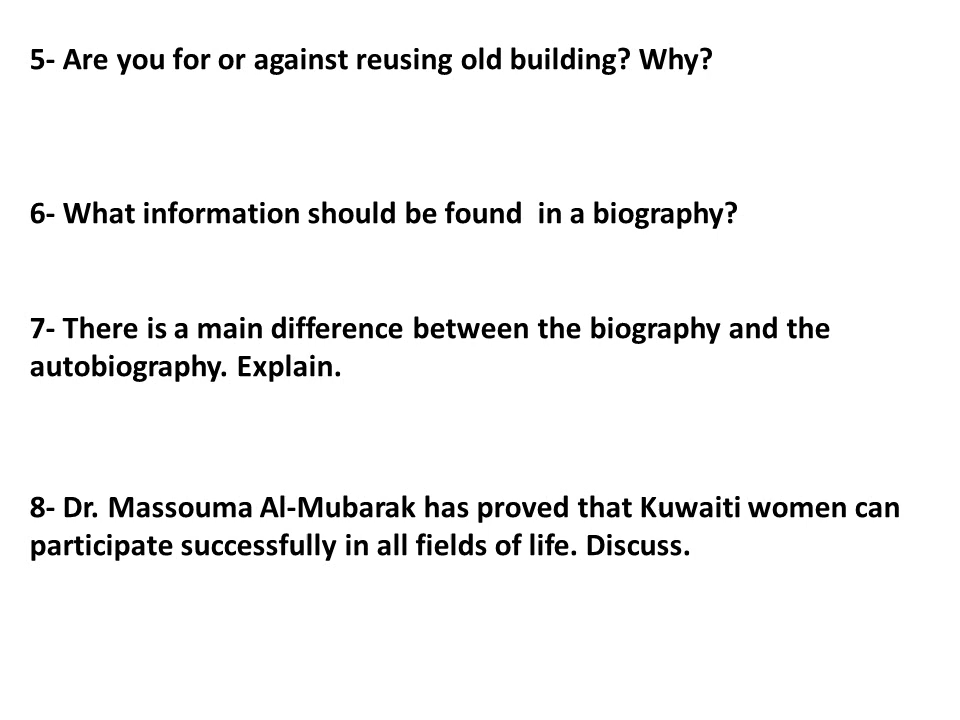 5- Are you for or against reusing old building? Why?
6- What information should be found  in a biography?
7- There is a main difference between the biography and the
autobiography. Explain.
8- Dr. Massouma Al-Mubarak has proved that Kuwaiti women can
participate successfully in all fields of life. Discuss.